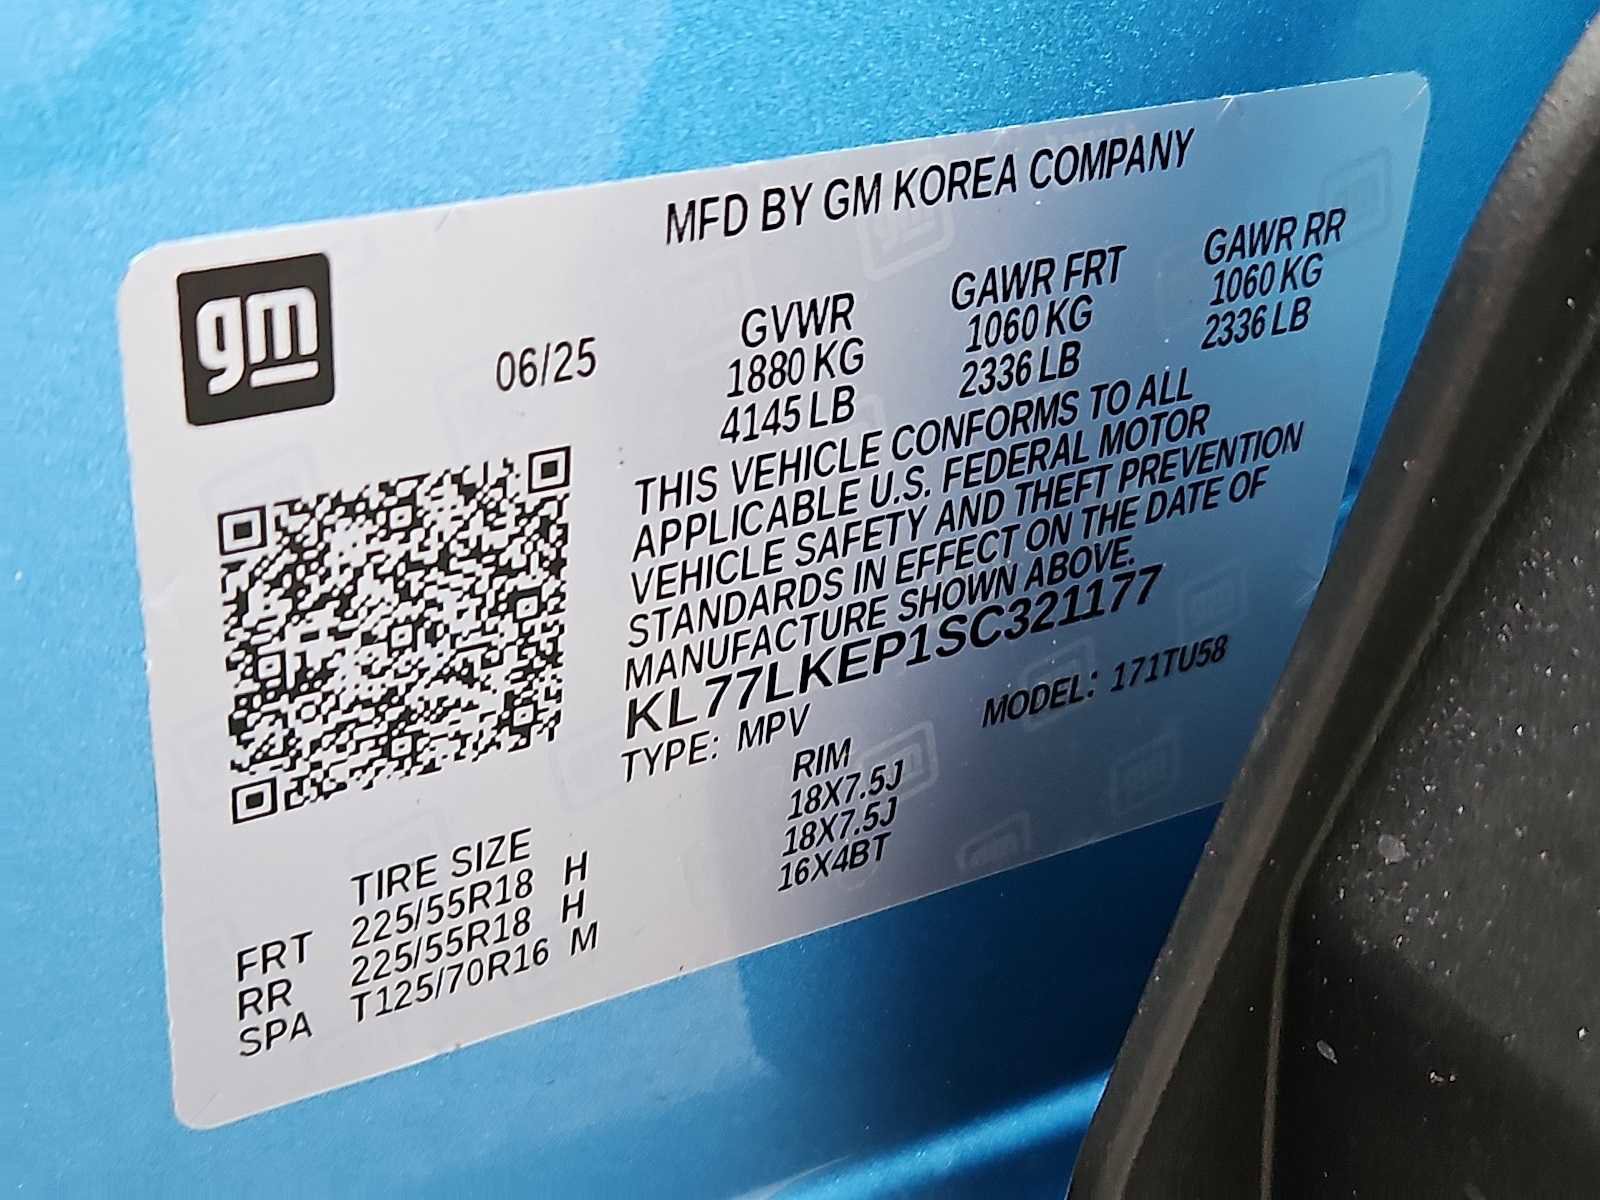 MFD BY GM KOREA COMPANY
gm
06/25
GVWR GAWR FRT GAWR RR
1880 KG 1060 KG 1060 KG
4145 LB 2336 LB 2336 LB
THIS VEHICLE CONFORMS TO ALL
APPLICABLE U.S. FEDERAL MOTOR
VEHICLE SAFETY AND THEFT PREVENTION
STANDARDS IN EFFECT ON THE DATE OF
MANUFACTURE SHOWN ABOVE.
KL77LKEP1SC321177
TYPE: MPV MODEL: 171TU58
TIRE SIZE RIM
FRT 225/55R18 H 18X7.5J
RR 225/55R18 H 18X7.5J
SPA T125/70R16 M 16X4BT